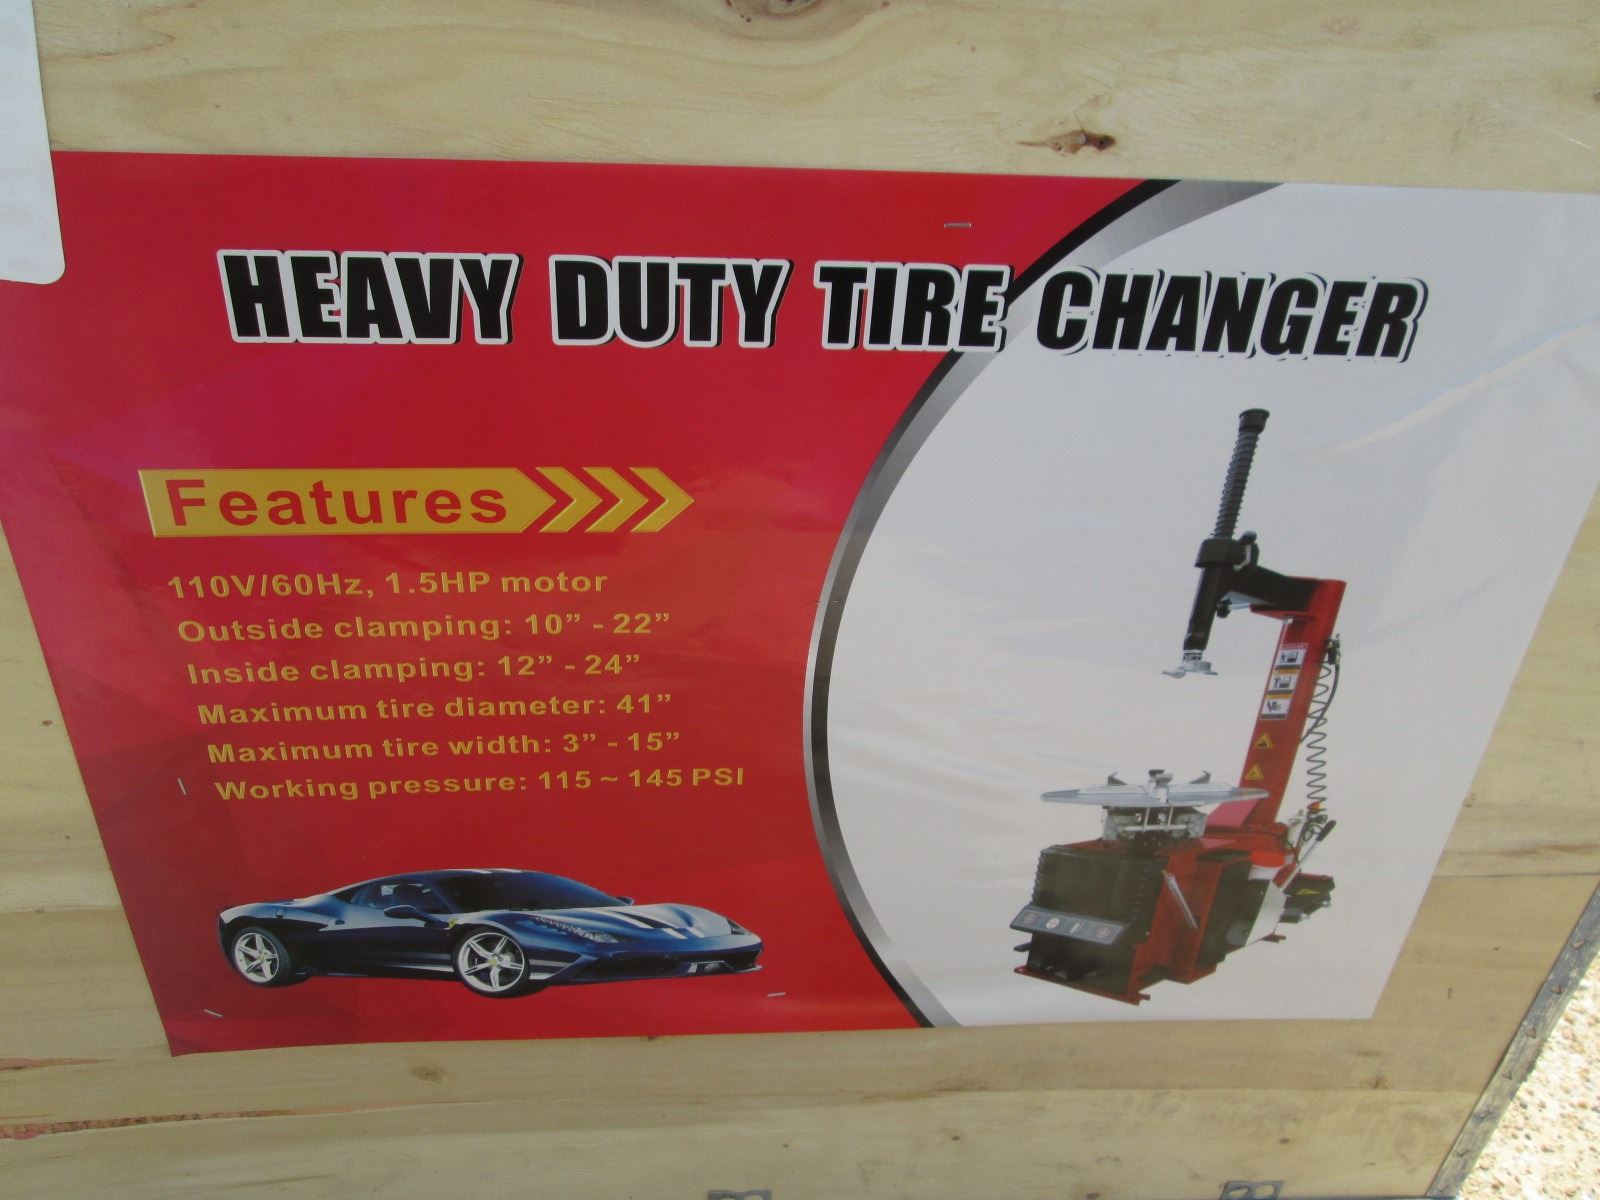 HEAVY DUTY TIRE CHANGER
Features
110V/60Hz, 1.5HP motor
Outside clamping: 10” - 22”
Inside clamping: 12” - 24”
Maximum tire diameter: 41”
Maximum tire width: 3” - 15”
Working pressure: 115 ~ 145 PSI